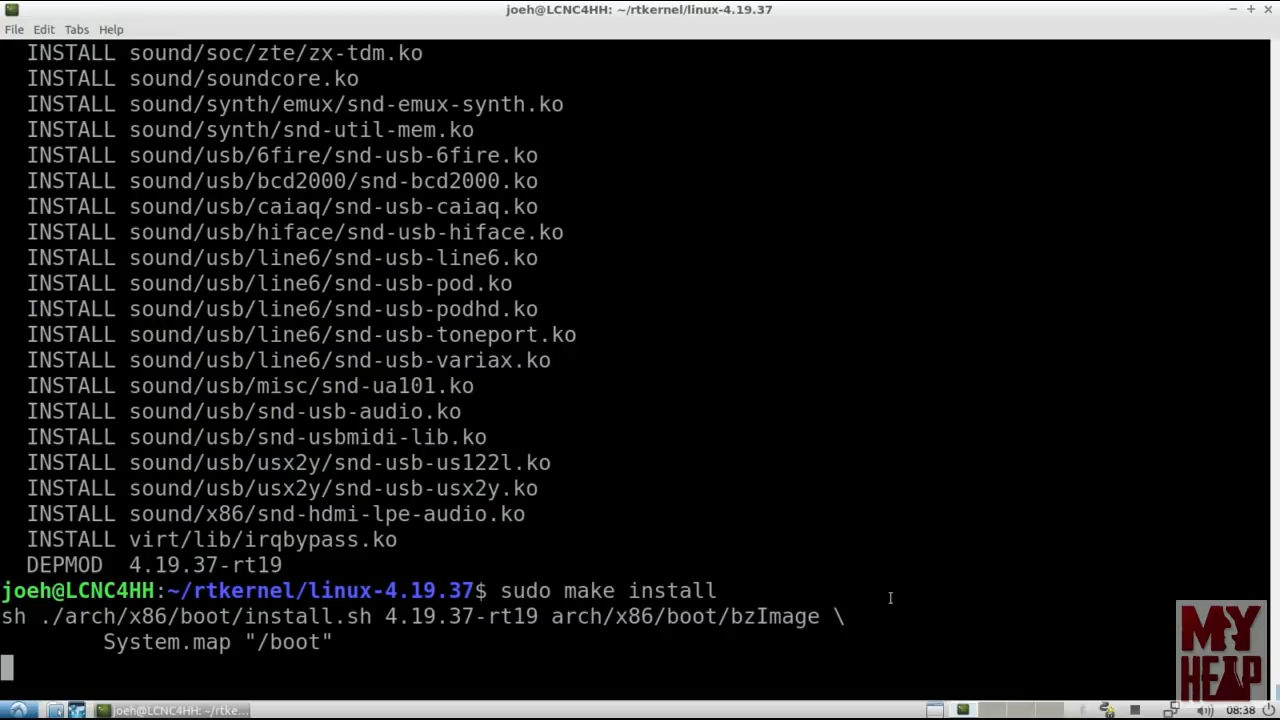 joeh@LCNC4HH: ~/rtkernel/linux-4.19.37
File Edit Tabs Help
INSTALL sound/soc/zte/zx-tdm.ko
INSTALL sound/soundcore.ko
INSTALL sound/synth/emux/snd-emux-synth.ko
INSTALL sound/synth/snd-util-mem.ko
INSTALL sound/usb/6fire/snd-usb-6fire.ko
INSTALL sound/usb/bcd2000/snd-bcd2000.ko
INSTALL sound/usb/caiaq/snd-usb-caiaq.ko
INSTALL sound/usb/hiface/snd-usb-hiface.ko
INSTALL sound/usb/line6/snd-usb-line6.ko
INSTALL sound/usb/line6/snd-usb-pod.ko
INSTALL sound/usb/line6/snd-usb-podhd.ko
INSTALL sound/usb/line6/snd-usb-toneport.ko
INSTALL sound/usb/line6/snd-usb-variax.ko
INSTALL sound/usb/misc/snd-ua101.ko
INSTALL sound/usb/snd-usb-audio.ko
INSTALL sound/usb/snd-usbmidi-lib.ko
INSTALL sound/usb/usx2y/snd-usb-us122l.ko
INSTALL sound/usb/usx2y/snd-usb-usx2y.ko
INSTALL sound/x86/snd-hdmi-lpe-audio.ko
INSTALL virt/lib/irqbypass.ko
DEPMOD 4.19.37-rt19
joeh@LCNC4HH:~/rtkernel/linux-4.19.37$ sudo make install
sh ./arch/x86/boot/install.sh 4.19.37-rt19 arch/x86/boot/bzImage \
System.map "/boot"
MY
HEAP
joeh@LCNC4HH: ~/rtke...
08:38